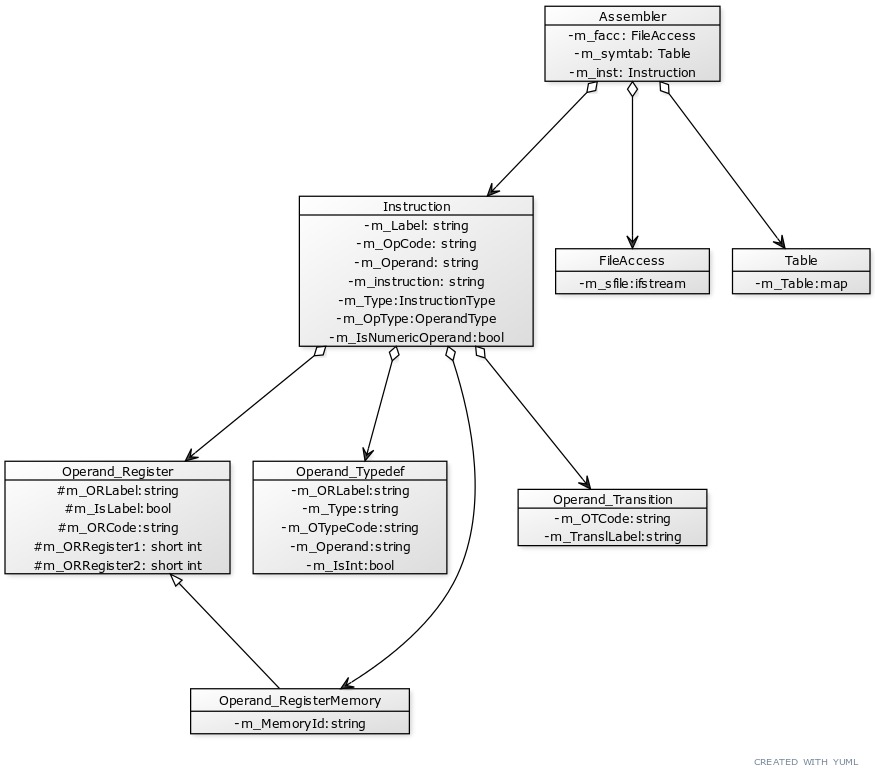 Assembler
-m_facc: FileAccess
-m_symtab: Table
-m_inst: Instruction
Instruction
-m_Label: string
-m_OpCode: string
-m_Operand: string
-m_instruction: string
-m_Type:InstructionType
-m_OpType:OperandType
-m_IsNumericOperand:bool
FileAccess
-m_sfile:ifstream
Table
-m_Table:map
Operand_Register
#m_ORLabel:string
#m_IsLabel:bool
#m_ORCode:string
#m_ORRegister1: short int
#m_ORRegister2: short int
Operand_Typedef
-m_ORLabel:string
-m_Type:string
-m_OTypeCode:string
-m_Operand:string
-m_IsInt:bool
Operand_Transition
-m_OTCode:string
-m_TranslLabel:string
Operand_RegisterMemory
-m_MemoryId:string
CREATED WITH YUML